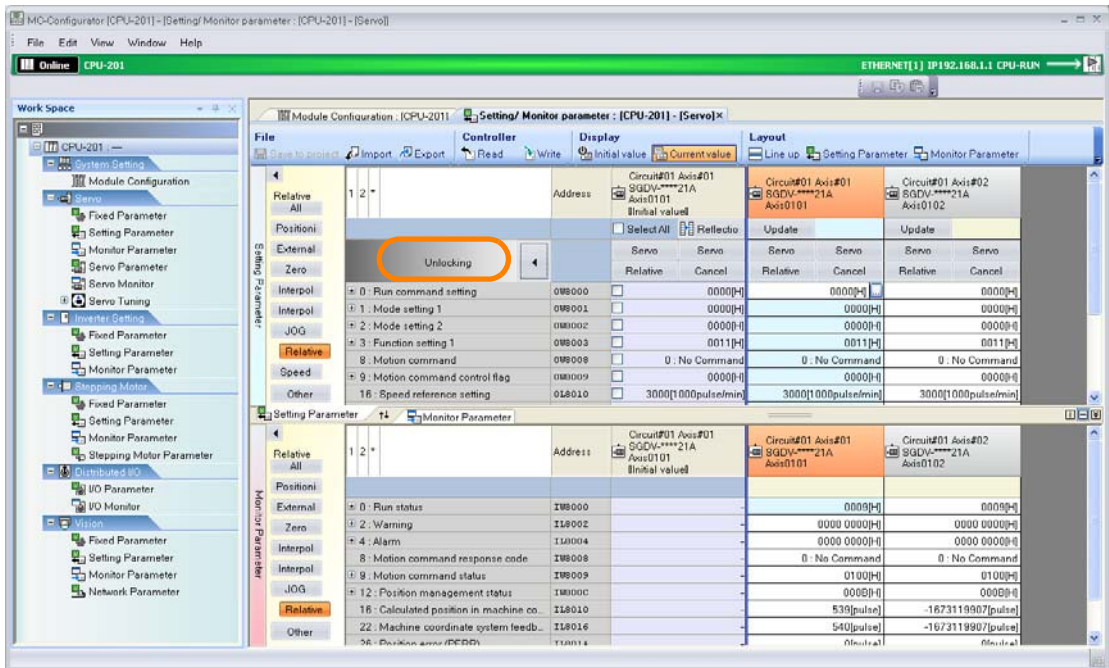 MC-Configurator [CPU-201] - [Setting/ Monitor parameter : [CPU-201] - [Servo]]
File Edit View Window Help
Online CPU-201 ETHERNET[1] IP192.168.1.1 CPU-RUN
Work Space
CPU-201 : —
System Setting
Module Configuration
Servo
Fixed Parameter
Setting Parameter
Monitor Parameter
Servo Parameter
Servo Monitor
Servo Tuning
Inverter Setting
Fixed Parameter
Setting Parameter
Monitor Parameter
Stepping Motor
Fixed Parameter
Setting Parameter
Monitor Parameter
Stepping Motor Parameter
Distributed I/O
I/O Parameter
I/O Monitor
Vision
Fixed Parameter
Setting Parameter
Monitor Parameter
Network Parameter
Module Configuration : [CPU-201] Setting/ Monitor parameter : [CPU-201] - [Servo]
File Controller Display Layout
Save to project Import Export Read Write Initial value Current value Line up Setting Parameter Monitor Parameter
Setting Parameter
Relative
All
Positioni
External
Zero
Interpol
Interpol
JOG
Relative
Speed
Other
1 2 * Address
Circuit#01 Axis#01
SGDV-****21A
Axis0101
[Initial value]
Circuit#01 Axis#01
SGDV-****21A
Axis0101
Circuit#01 Axis#02
SGDV-****21A
Axis0102
Select All Reflectio Update Update
Unlocking
Servo Servo Servo Servo Servo Servo
Relative Cancel Relative Cancel Relative Cancel
0 : Run command setting OW8000 0000[H] 0000[H] 0000[H]
1 : Mode setting 1 OW8001 0000[H] 0000[H] 0000[H]
2 : Mode setting 2 OW8002 0000[H] 0000[H] 0000[H]
3 : Function setting 1 OW8003 0011[H] 0011[H] 0011[H]
8 : Motion command OW8008 0 : No Command 0 : No Command 0 : No Command
9 : Motion command control flag OW8009 0000[H] 0000[H] 0000[H]
16 : Speed reference setting OL8010 3000[1000pulse/min] 3000[1000pulse/min] 3000[1000pulse/min]
Setting Parameter Monitor Parameter
Monitor Parameter
Relative
All
Positioni
External
Zero
Interpol
Interpol
JOG
Relative
Other
1 2 * Address
Circuit#01 Axis#01
SGDV-****21A
Axis0101
[Initial value]
Circuit#01 Axis#01
SGDV-****21A
Axis0101
Circuit#01 Axis#02
SGDV-****21A
Axis0102
0 : Run status IW8000 - 0009[H] 0009[H]
2 : Warning IL8002 - 0000 0000[H] 0000 0000[H]
4 : Alarm IL8004 - 0000 0000[H] 0000 0000[H]
8 : Motion command response code IW8008 - 0 : No Command 0 : No Command
9 : Motion command status IW8009 - 0100[H] 0100[H]
12 : Position management status IW800C - 000B[H] 000B[H]
16 : Calculated position in machine co... IL8010 - 539[pulse] -1673119907[pulse]
22 : Machine coordinate system feedb... IL8016 - 540[pulse] -1673119907[pulse]
26 : Position error (PERR)